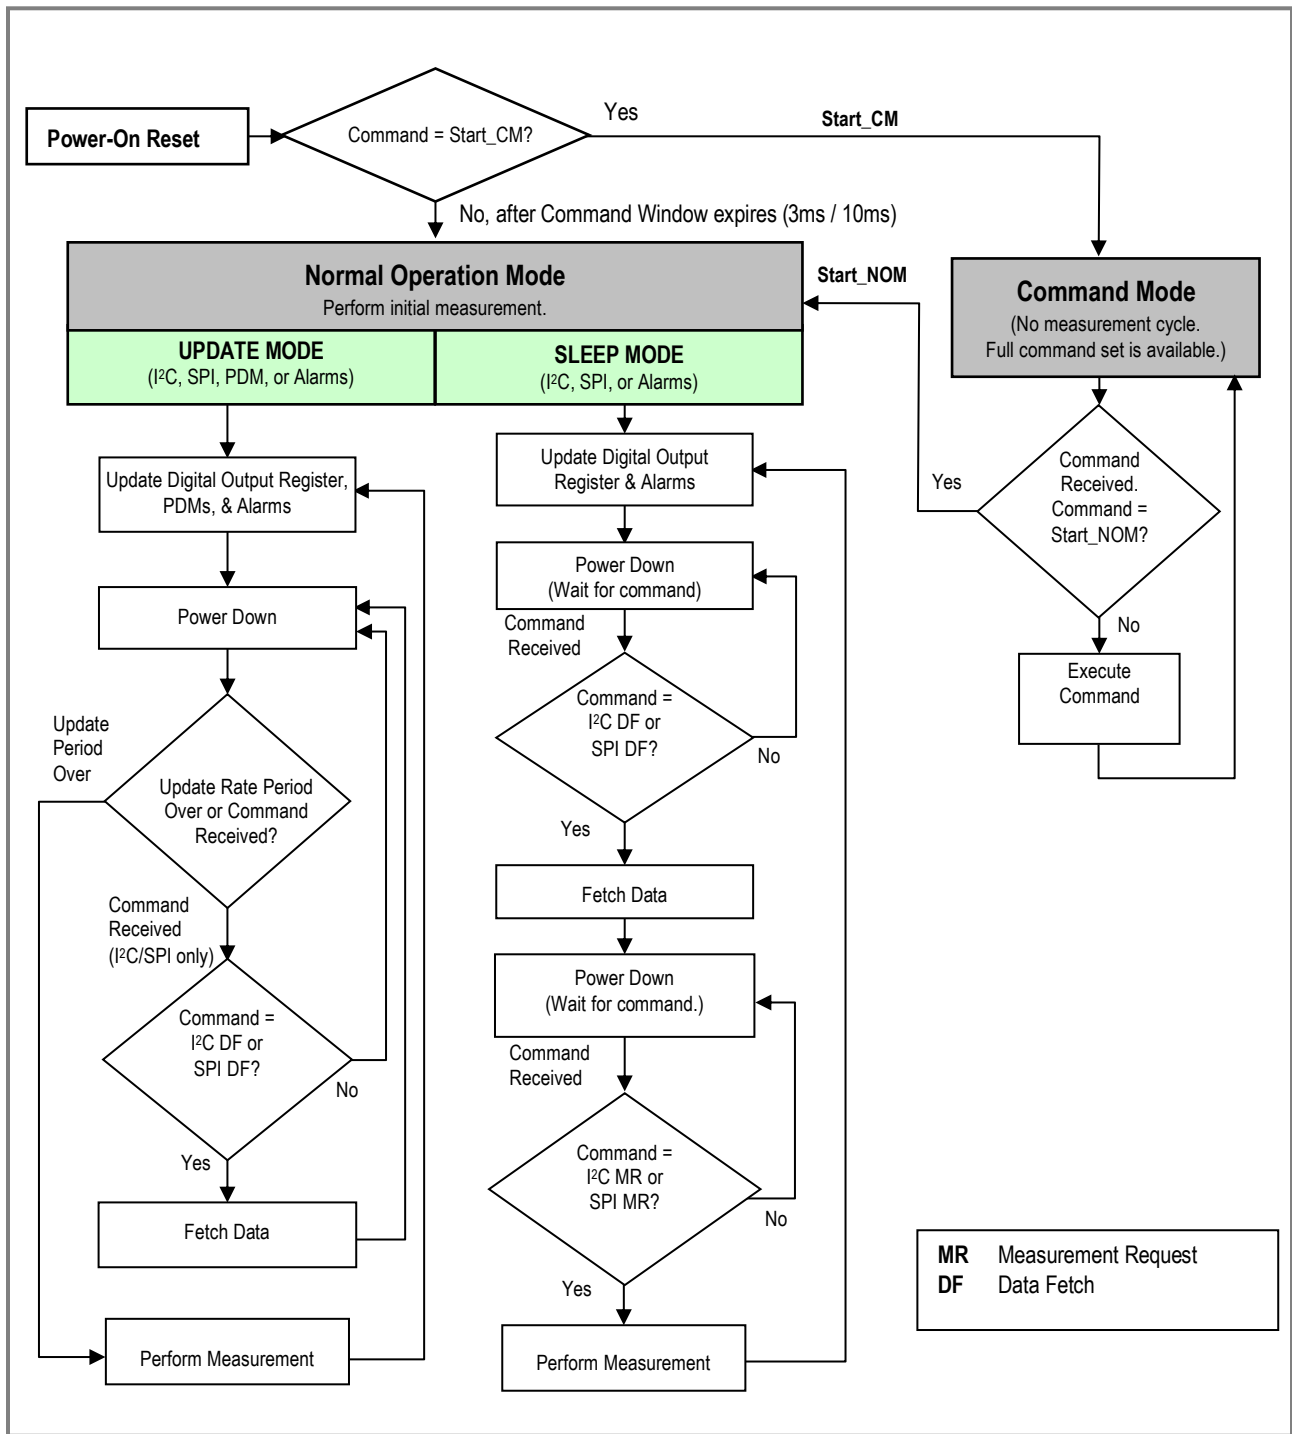 Power-On Reset
Command = Start_CM?
Yes
Start_CM
No, after Command Window expires (3ms / 10ms)
Normal Operation Mode
Perform initial measurement.
UPDATE MODE
(I²C, SPI, PDM, or Alarms)
SLEEP MODE
(I²C, SPI, or Alarms)
Start_NOM
Command Mode
(No measurement cycle.
Full command set is available.)
Command
Received.
Command =
Start_NOM?
Yes
No
Execute
Command
Update Digital Output Register,
PDMs, & Alarms
Power Down
Update
Period
Over
Update Rate Period
Over or Command
Received?
Command
Received
(I²C/SPI only)
Command =
I²C DF or
SPI DF?
No
Yes
Fetch Data
Perform Measurement
Update Digital Output
Register & Alarms
Power Down
(Wait for command)
Command
Received
Command =
I²C DF or
SPI DF?
No
Yes
Fetch Data
Power Down
(Wait for command.)
Command
Received
Command =
I²C MR or
SPI MR?
No
Yes
Perform Measurement
MR Measurement Request
DF Data Fetch